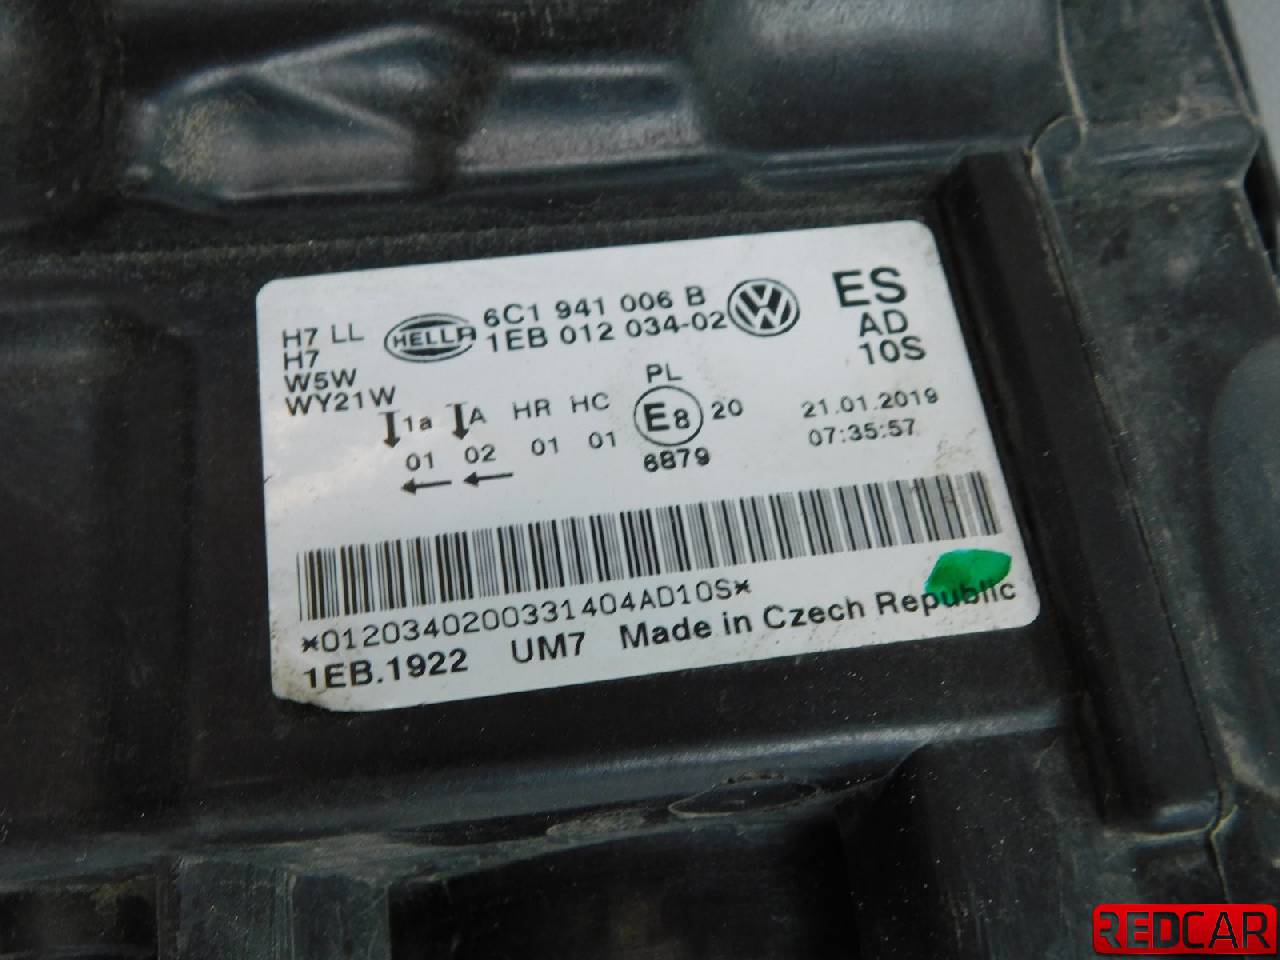 H7 LL
H7
W5W
WY21W
HELLA
6C1 941 006 B
1EB 012 034-02
VW
ES
AD
10S
1a A HR HC
01 02 01 01
PL
E8 20
6879
21.01.2019
07:35:57
*0120340200331404AD10S*
1EB.1922 UM7 Made in Czech Republic
REDCAR